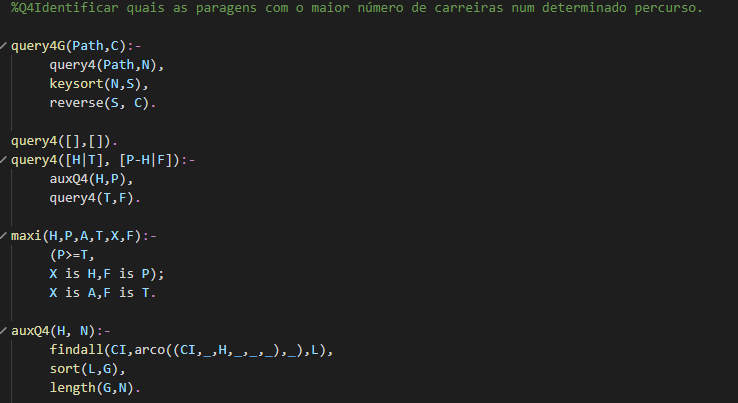 %Q4Identificar quais as paragens com o maior número de carreiras num determinado percurso.
query4G(Path,C):-
query4(Path,N),
keysort(N,S),
reverse(S, C).
query4([],[]).
query4([H|T], [P-H|F]):-
auxQ4(H,P),
query4(T,F).
maxi(H,P,A,T,X,F):-
(P>=T,
X is H,F is P);
X is A,F is T.
auxQ4(H, N):-
findall(CI,arco((CI,_,H,_,_,_),_),L),
sort(L,G),
length(G,N).